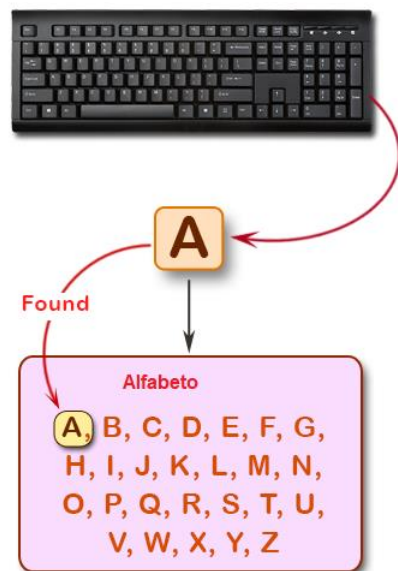 A
Found
Alfabeto
A, B, C, D, E, F, G,
H, I, J, K, L, M, N,
O, P, Q, R, S, T, U,
V, W, X, Y, Z